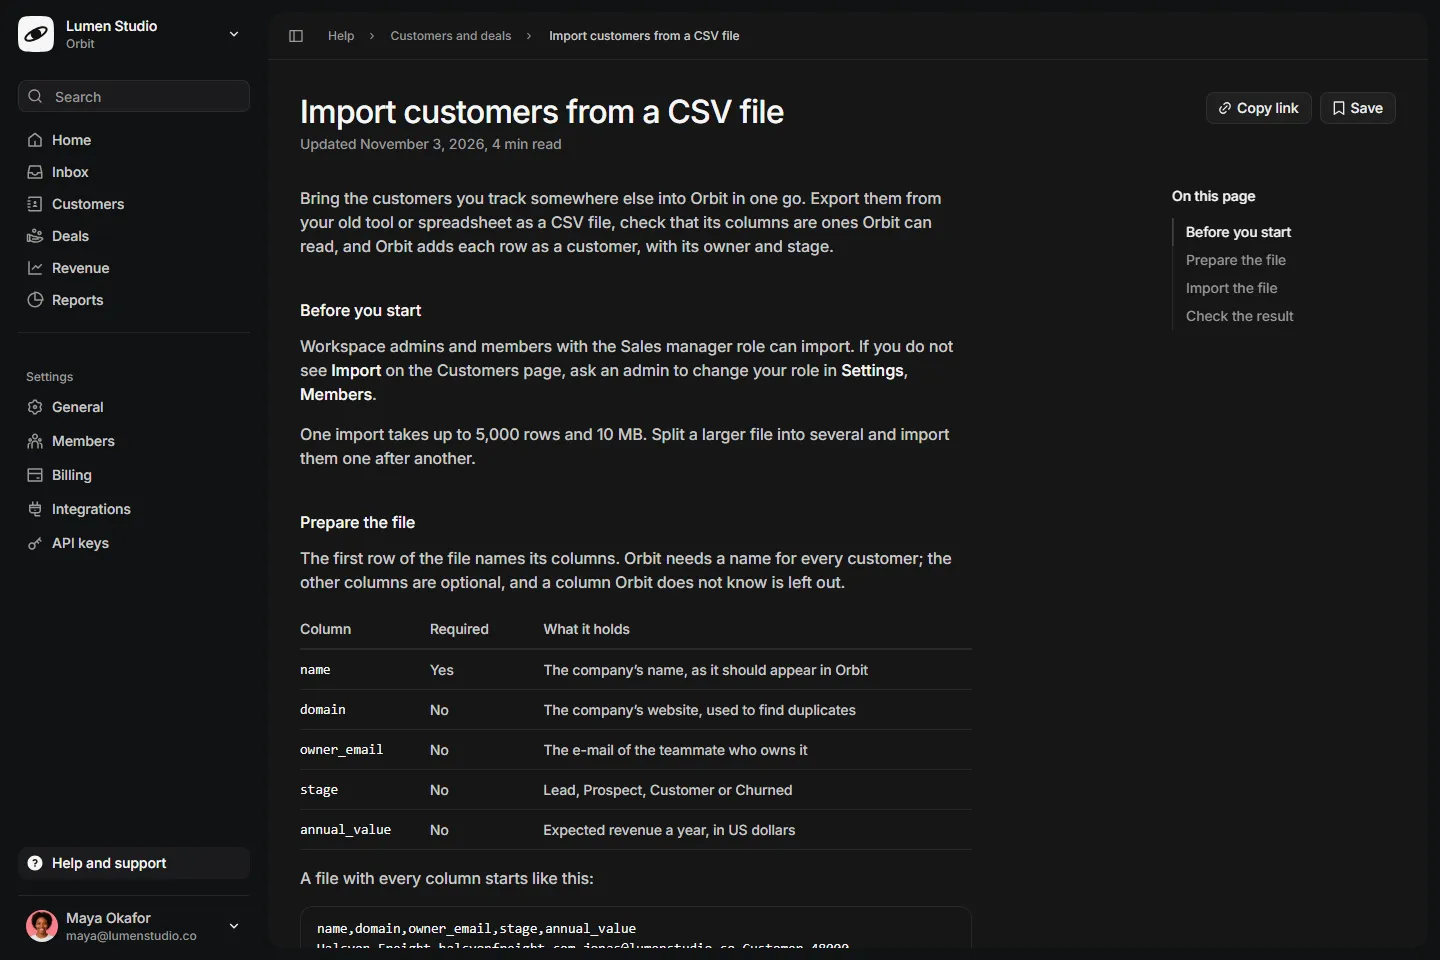 Lumen Studio
Orbit
Search
Home
Inbox
Customers
Deals
Revenue
Reports
Settings
General
Members
Billing
Integrations
API keys
Help and support
Maya Okafor
maya@lumenstudio.co
Help
Customers and deals
Import customers from a CSV file
Import customers from a CSV file
Updated November 3, 2026, 4 min read
Copy link
Save
Bring the customers you track somewhere else into Orbit in one go. Export them from
your old tool or spreadsheet as a CSV file, check that its columns are ones Orbit can
read, and Orbit adds each row as a customer, with its owner and stage.
Before you start
Workspace admins and members with the Sales manager role can import. If you do not
see Import on the Customers page, ask an admin to change your role in Settings,
Members.
One import takes up to 5,000 rows and 10 MB. Split a larger file into several and import
them one after another.
Prepare the file
The first row of the file names its columns. Orbit needs a name for every customer; the
other columns are optional, and a column Orbit does not know is left out.
Column Required What it holds
name Yes The company’s name, as it should appear in Orbit
domain No The company’s website, used to find duplicates
owner_email No The e-mail of the teammate who owns it
stage No Lead, Prospect, Customer or Churned
annual_value No Expected revenue a year, in US dollars
A file with every column starts like this:
name,domain,owner_email,stage,annual_value
Halcyon Freight,halcyonfreight.com,jonas@lumenstudio.co,Customer,48000
On this page
Before you start
Prepare the file
Import the file
Check the result